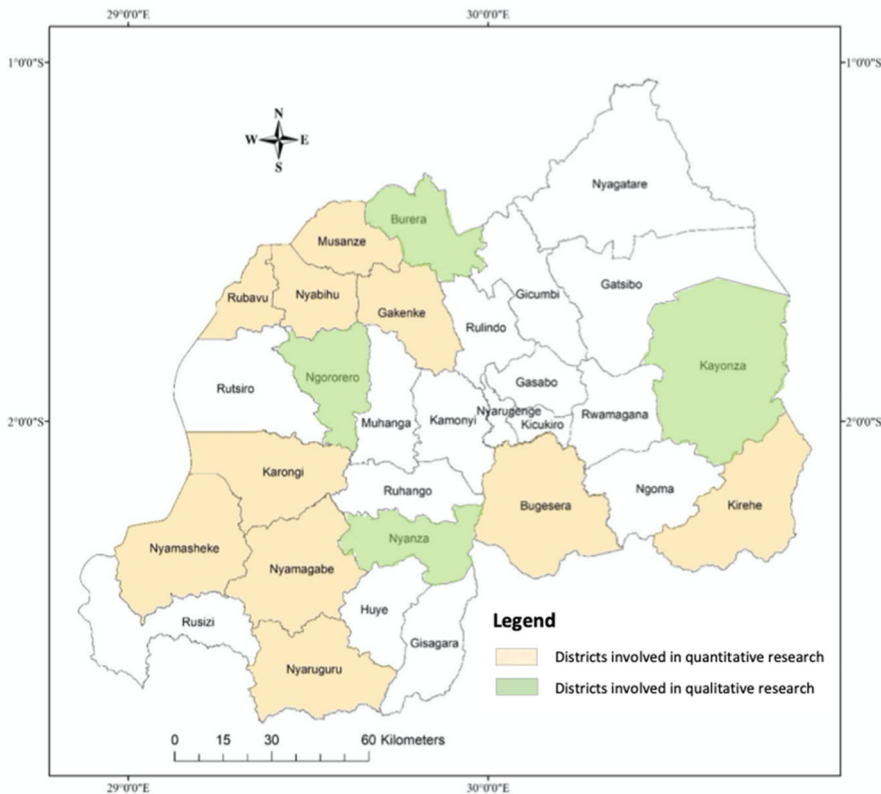 29°0'0"E 30°0'0"E
1°0'0"S 1°0'0"S
N
W E
S
Nyagatare
Burera
Musanze
Gatsibo
Rubavu Nyabihu Gicumbi
Gakenke
Rulindo
Kayonza
Ngororero Gasabo
Rutsiro
Nyarugenge Rwamagana
2°0'0"S Muhanga Kamonyi Kicukiro 2°0'0"S
Karongi
Ruhango Ngoma
Bugesera Kirehe
Nyanza
Nyamasheke
Nyamagabe
Huye
Rusizi Legend
Gisagara
Districts involved in quantitative research
Nyaruguru
Districts involved in qualitative research
0 15 30 60 Kilometers
29°0'0"E 30°0'0"E